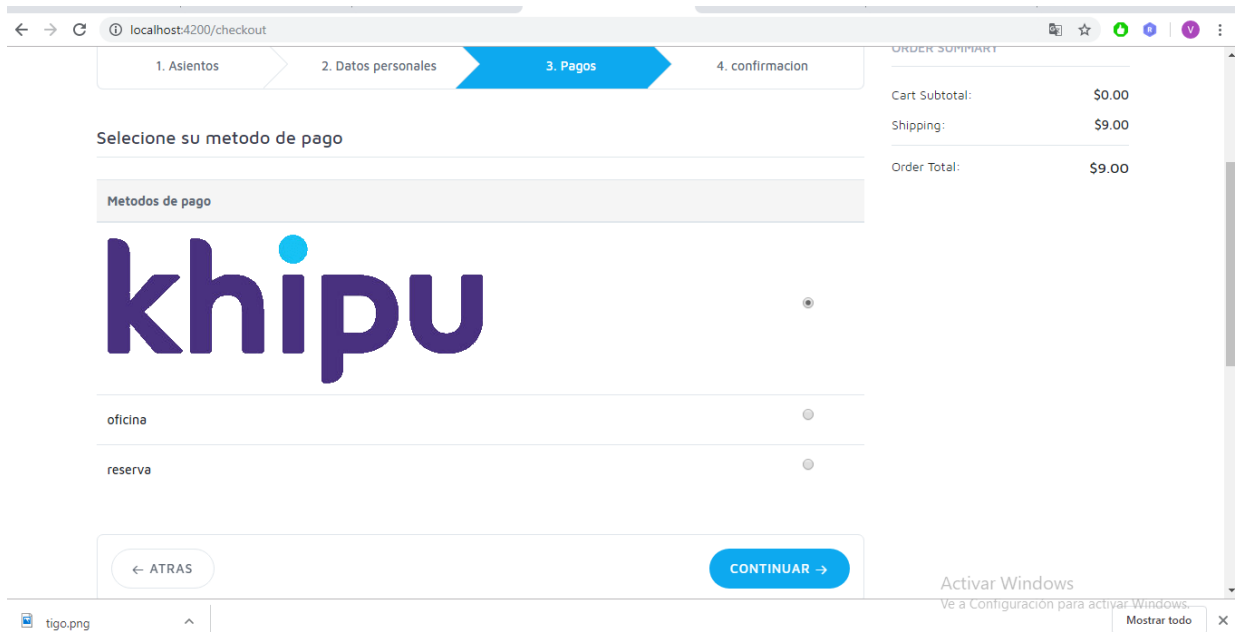 localhost:4200/checkout
V
1. Asientos
2. Datos personales
3. Pagos
4. confirmacion
ORDER SUMMARY
Cart Subtotal: $0.00
Shipping: $9.00
Order Total: $9.00
Selecione su metodo de pago
Metodos de pago
khipu
oficina
reserva
← ATRAS
CONTINUAR →
Activar Windows
Ve a Configuración para activar Windows.
tigo.png
Mostrar todo